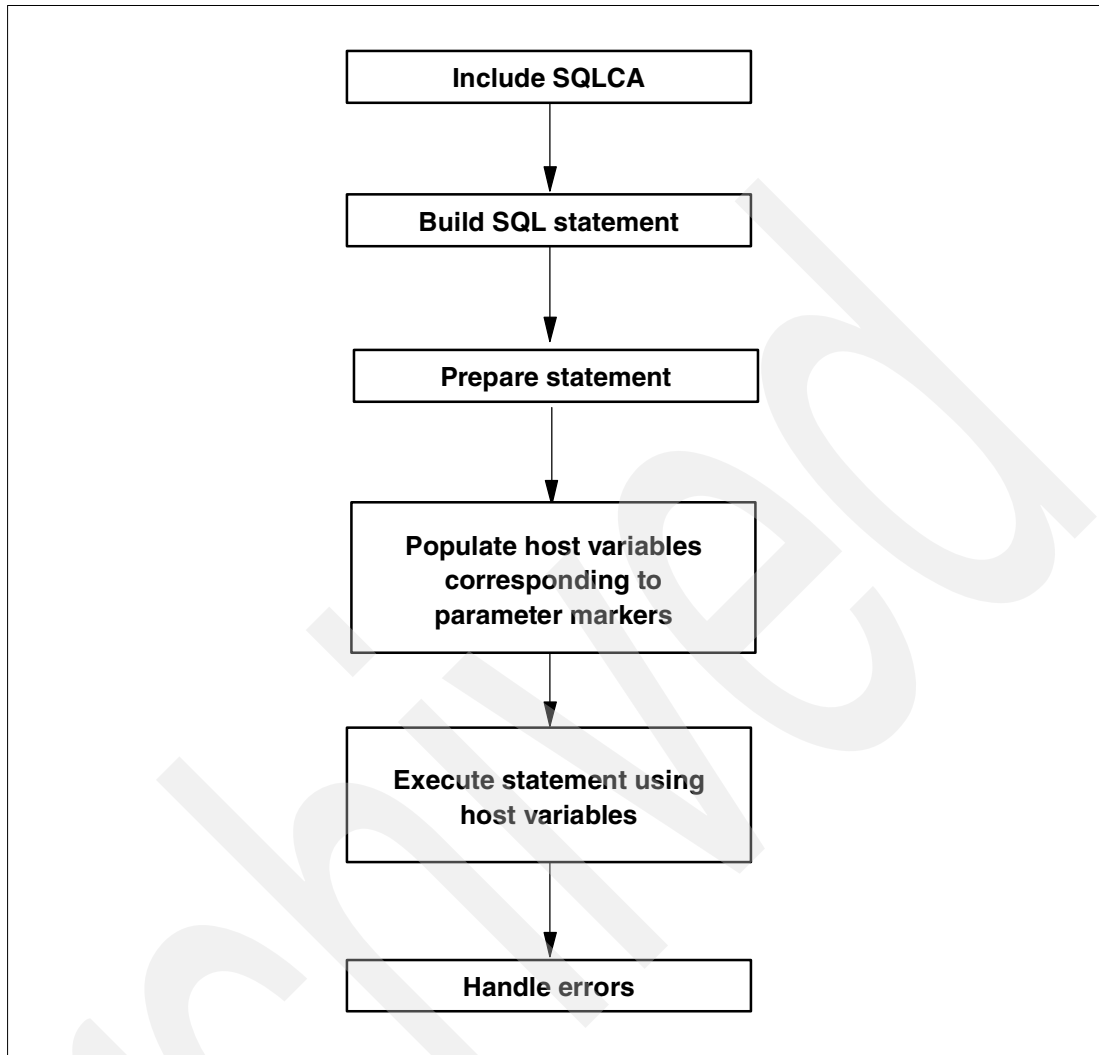 Include SQLCA
Build SQL statement
Prepare statement
Populate host variables
corresponding to
parameter markers
Execute statement using
host variables
Handle errors